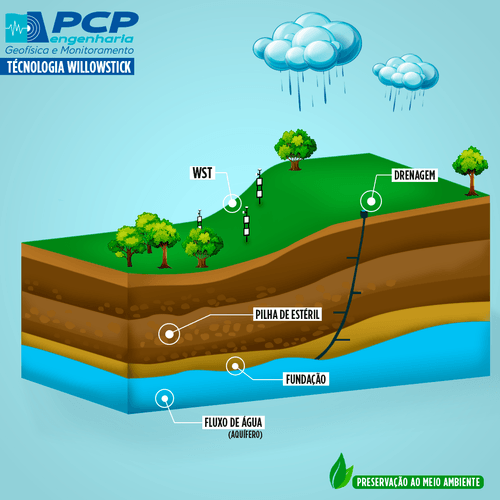 PCP
engenharia
Geofísica e Monitoramento
TÉCNOLOGIA WILLOWSTICK
WST
DRENAGEM
PILHA DE ESTÉRIL
FUNDAÇÃO
FLUXO DE ÁGUA
(AQUÍFERO)
PRESERVAÇÃO AO MEIO AMBIENTE